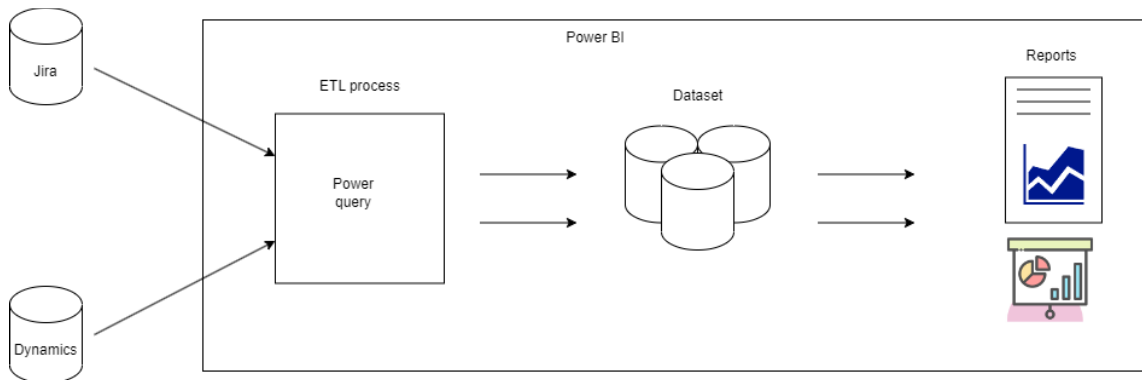 Power BI
Jira
ETL process
Dataset
Reports
Power
query
Dynamics